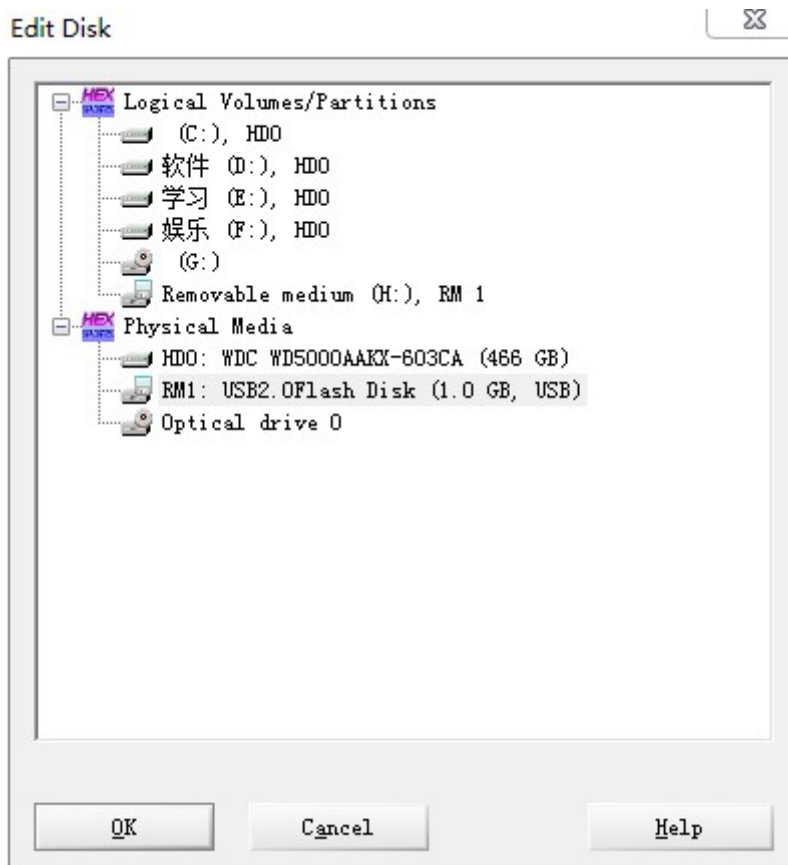 Edit Disk
HEX Logical Volumes/Partitions
(C:), HD0
软件 (D:), HD0
学习 (E:), HD0
娱乐 (F:), HD0
(G:)
Removable medium (H:), RM 1
HEX Physical Media
HD0: WDC WD5000AAKX-603CA (466 GB)
RM1: USB2.0Flash Disk (1.0 GB, USB)
Optical drive 0
OK Cancel Help